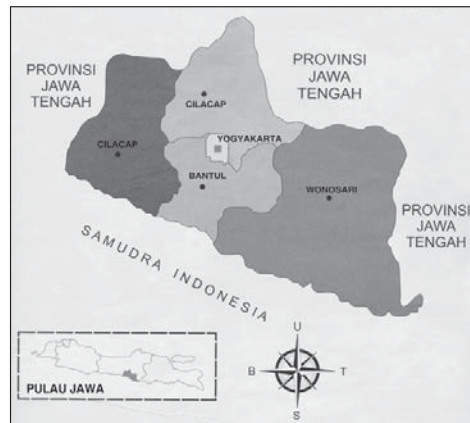 PROVINSI
JAWA
TENGAH
PROVINSI
JAWA
TENGAH
CILACAP
YOGYAKARTA
CILACAP
BANTUL
WONOSARI
PROVINSI
JAWA
TENGAH
SAMUDRA INDONESIA
U
B
T
S
PULAU JAWA